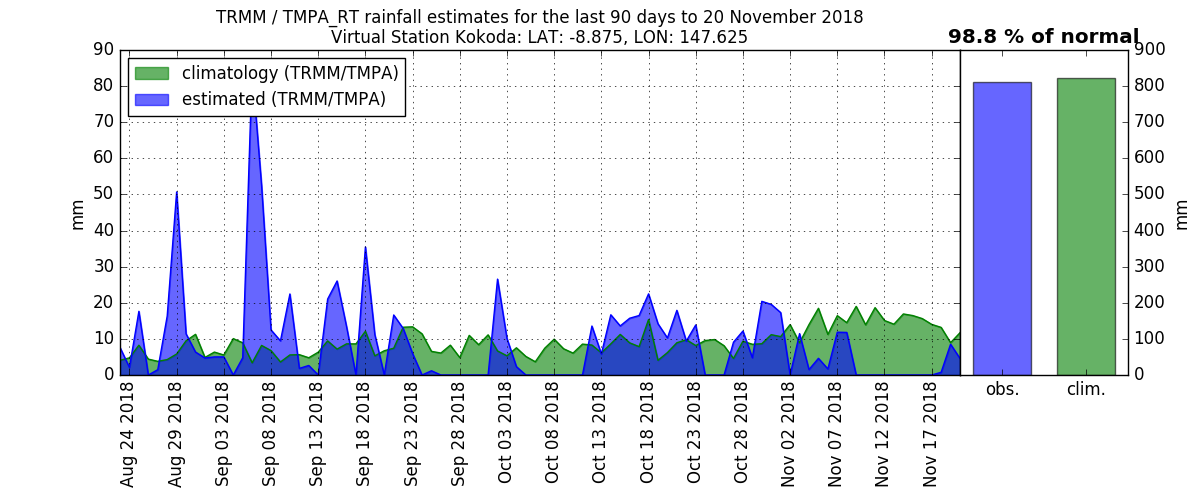 TRMM / TMPA_RT rainfall estimates for the last 90 days to 20 November 2018
Virtual Station Kokoda: LAT: -8.875, LON: 147.625
98.8 % of normal
climatology (TRMM/TMPA)
estimated (TRMM/TMPA)
mm
90
80
70
60
50
40
30
20
10
0
Aug 24 2018
Aug 29 2018
Sep 03 2018
Sep 08 2018
Sep 13 2018
Sep 18 2018
Sep 23 2018
Sep 28 2018
Oct 03 2018
Oct 08 2018
Oct 13 2018
Oct 18 2018
Oct 23 2018
Oct 28 2018
Nov 02 2018
Nov 07 2018
Nov 12 2018
Nov 17 2018
obs.
clim.
900
800
700
600
500
400
300
200
100
0
mm